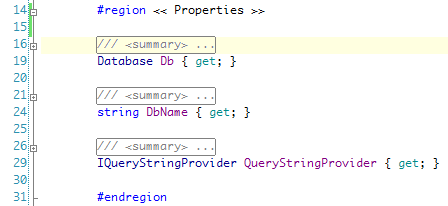 14 #region << Properties >>
15
16 /// <summary> ...
19 Database Db { get; }
20
21 /// <summary> ...
24 string DbName { get; }
25
26 /// <summary> ...
29 IQueryStringProvider QueryStringProvider { get; }
30
31 #endregion